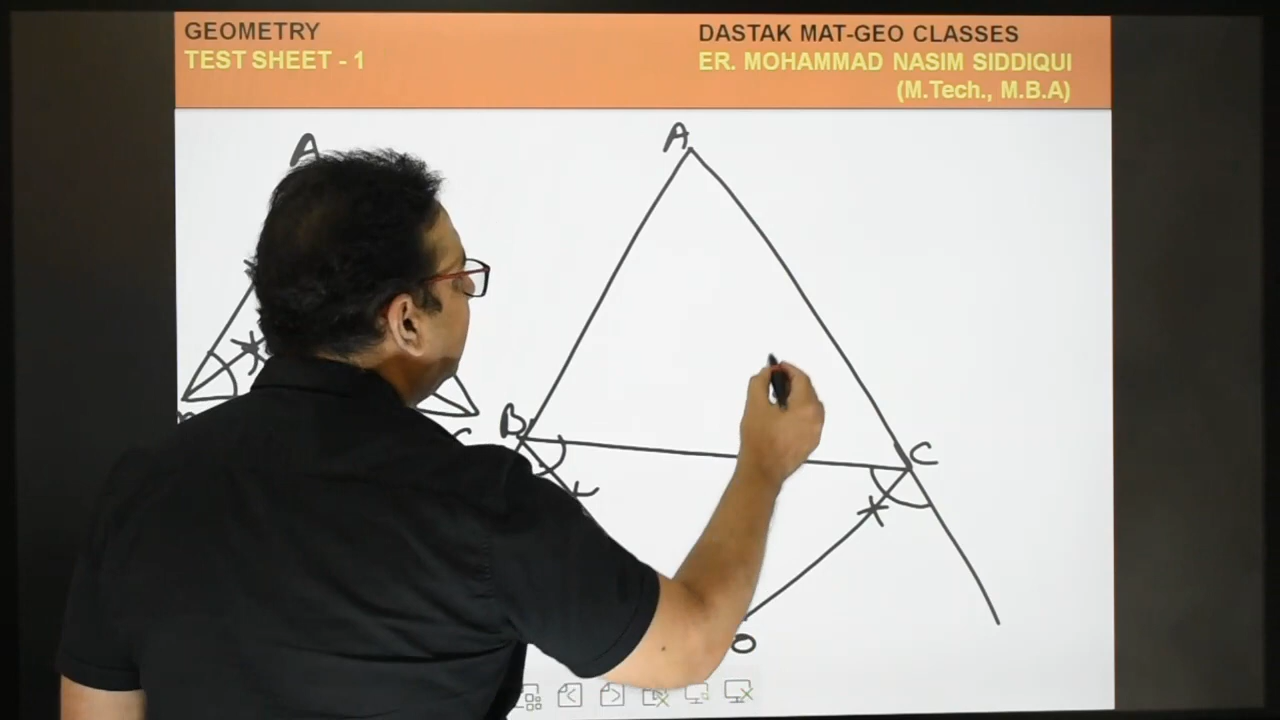 GEOMETRY
TEST SHEET - 1
DASTAK MAT-GEO CLASSES
ER. MOHAMMAD NASIM SIDDIQUI
(M.Tech., M.B.A)
A
A
B
C
O